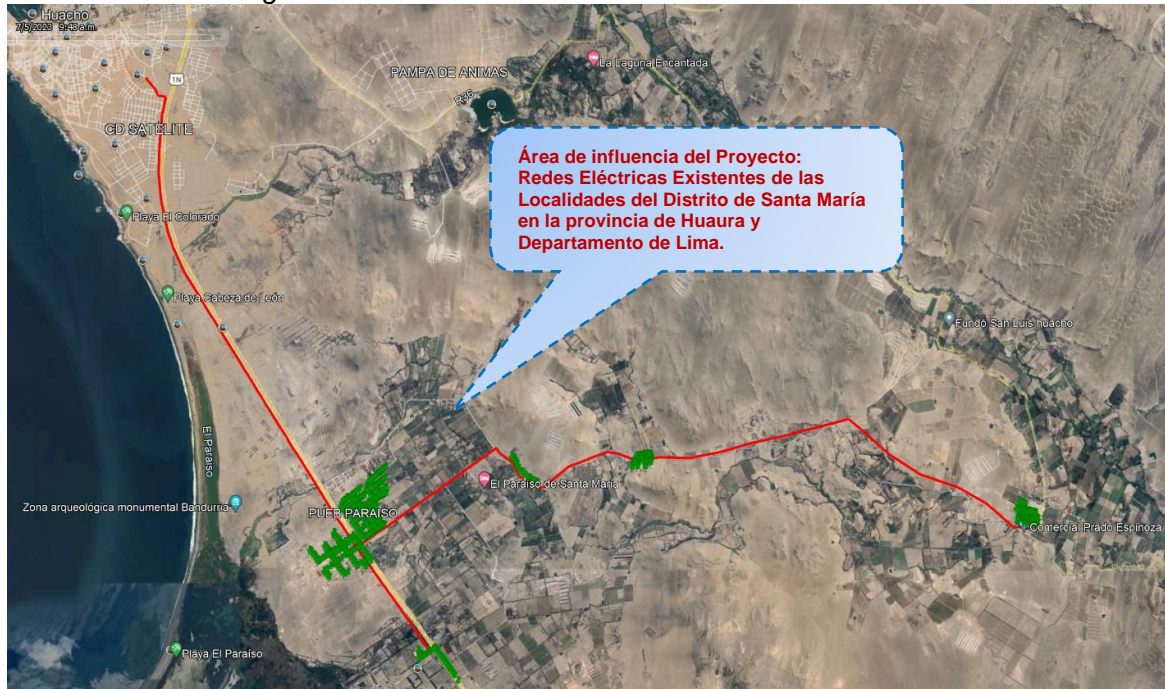 Huacho
7/5/2023 9:43 a.m.
1N
PAMPA DE ANIMAS
R35
La Laguna Encantada
CD SATÉLITE
Área de influencia del Proyecto:
Redes Eléctricas Existentes de las
Localidades del Distrito de Santa María
en la provincia de Huaura y
Departamento de Lima.
Playa El Colorado
Playa Cabeza de León
Fundo San Luis huacho
El Paraíso
El Paraíso de Santa María
Zona arqueológica monumental Bandurria
PUEB PARAÍSO
Comercial Prado Espinoza
Playa El Paraíso